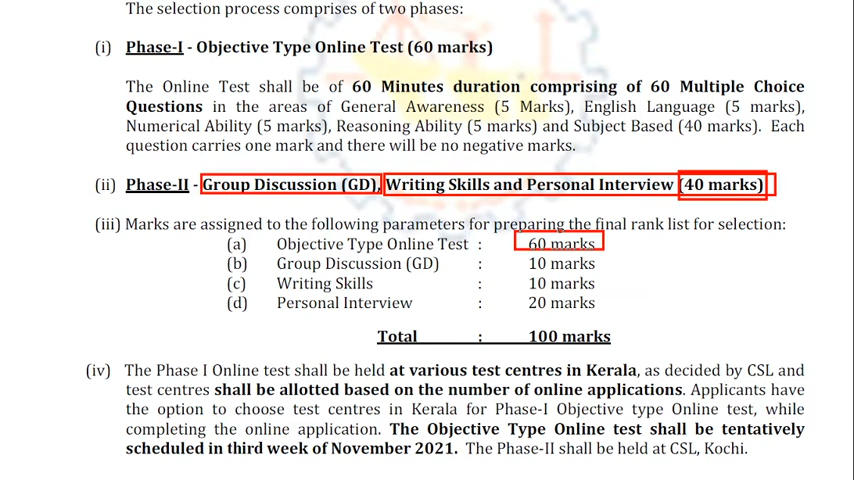 The selection process comprises of two phases:
(i) Phase-I - Objective Type Online Test (60 marks)
The Online Test shall be of 60 Minutes duration comprising of 60 Multiple Choice
Questions in the areas of General Awareness (5 Marks), English Language (5 marks),
Numerical Ability (5 marks), Reasoning Ability (5 marks) and Subject Based (40 marks). Each
question carries one mark and there will be no negative marks.
(ii) Phase-II - Group Discussion (GD), Writing Skills and Personal Interview (40 marks)
(iii) Marks are assigned to the following parameters for preparing the final rank list for selection:
(a) Objective Type Online Test : 60 marks
(b) Group Discussion (GD) : 10 marks
(c) Writing Skills : 10 marks
(d) Personal Interview : 20 marks
Total : 100 marks
(iv) The Phase I Online test shall be held at various test centres in Kerala, as decided by CSL and
test centres shall be allotted based on the number of online applications. Applicants have
the option to choose test centres in Kerala for Phase-I Objective type Online test, while
completing the online application. The Objective Type Online test shall be tentatively
scheduled in third week of November 2021. The Phase-II shall be held at CSL, Kochi.